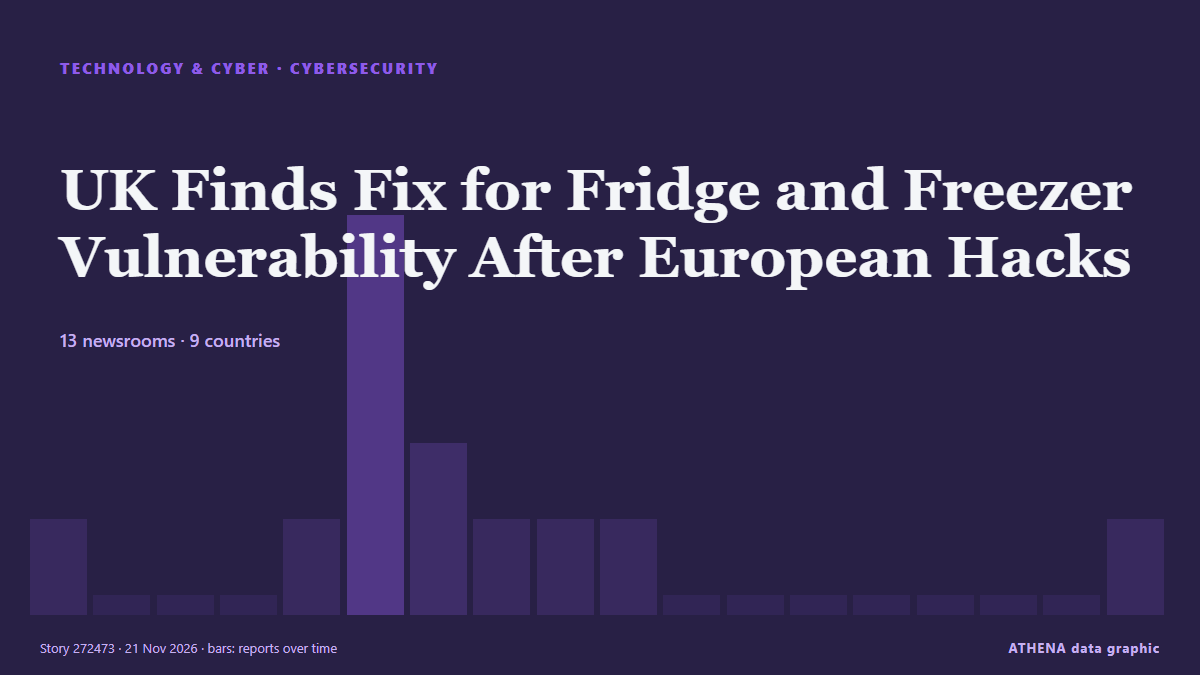 TECHNOLOGY & CYBER · CYBERSECURITY
UK Finds Fix for Fridge and Freezer
Vulnerability After European Hacks
13 newsrooms · 9 countries
Story 272473 · 21 Nov 2026 · bars: reports over time
ATHENA data graphic